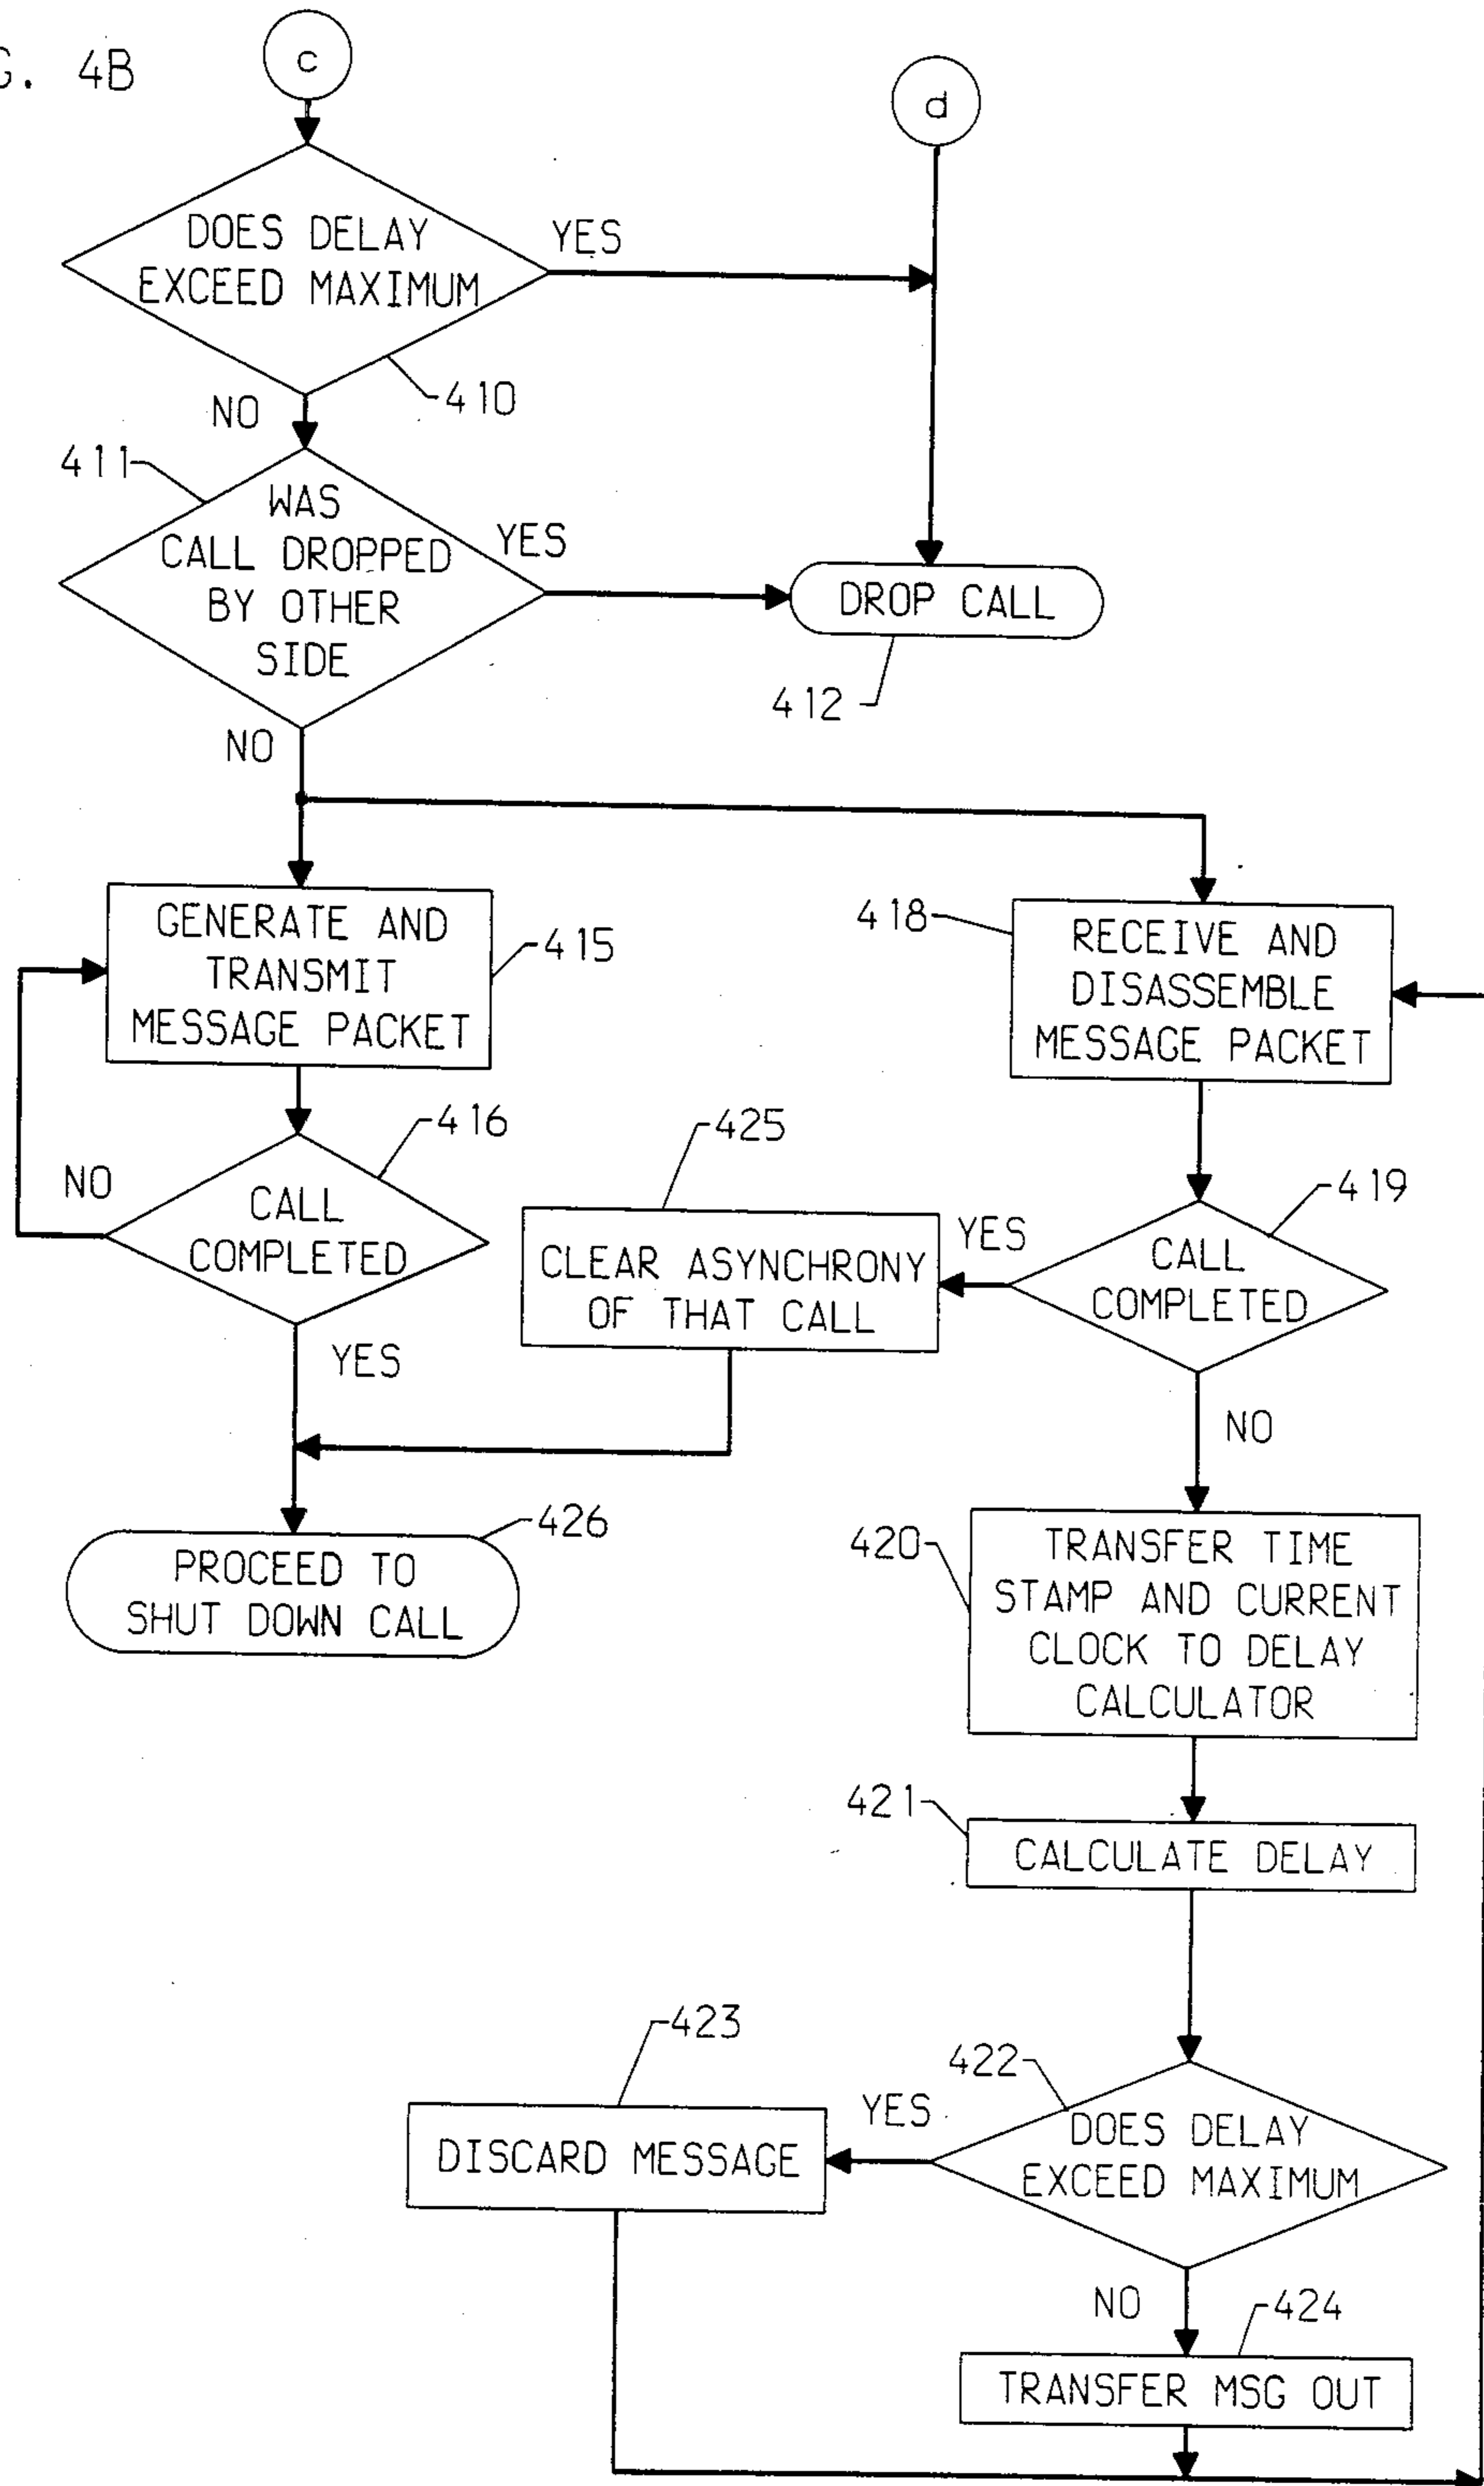 G. 4B
c
d
DOES DELAY
EXCEED MAXIMUM
YES
410
NO
411
WAS
CALL DROPPED
BY OTHER
SIDE
YES
DROP CALL
412
NO
GENERATE AND
TRANSMIT
MESSAGE PACKET
415
418
RECEIVE AND
DISASSEMBLE
MESSAGE PACKET
416
NO
CALL
COMPLETED
YES
425
CLEAR ASYNCHRONY
OF THAT CALL
YES
419
CALL
COMPLETED
NO
426
PROCEED TO
SHUT DOWN CALL
420
TRANSFER TIME
STAMP AND CURRENT
CLOCK TO DELAY
CALCULATOR
421
CALCULATE DELAY
423
DISCARD MESSAGE
YES
422
DOES DELAY
EXCEED MAXIMUM
NO
424
TRANSFER MSG OUT